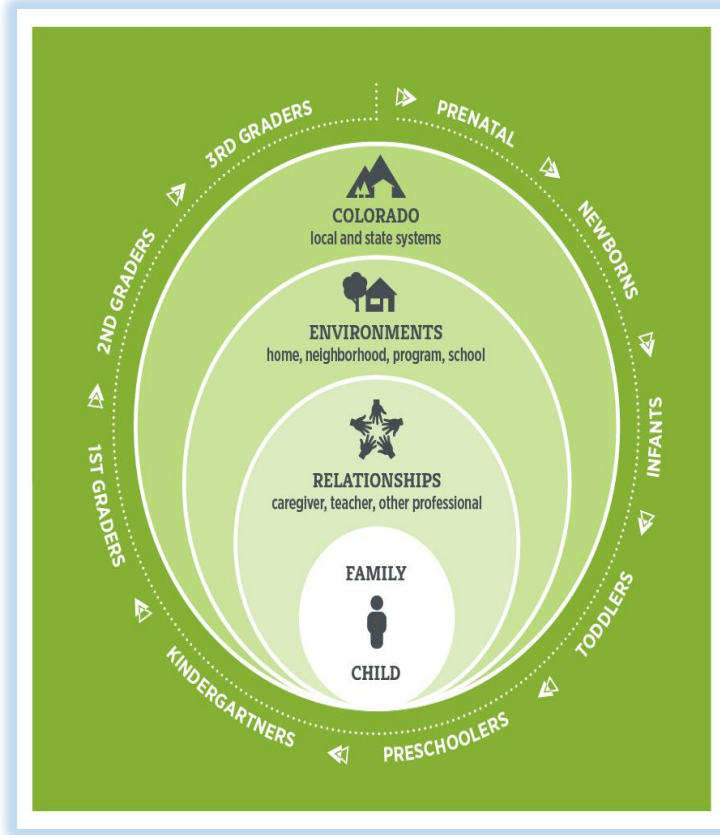 PRENATAL
NEWBORNS
INFANTS
TODDLERS
PRESCHOOLERS
KINDERGARTNERS
1ST GRADERS
2ND GRADERS
3RD GRADERS
COLORADO
local and state systems
ENVIRONMENTS
home, neighborhood, program, school
RELATIONSHIPS
caregiver, teacher, other professional
FAMILY
CHILD